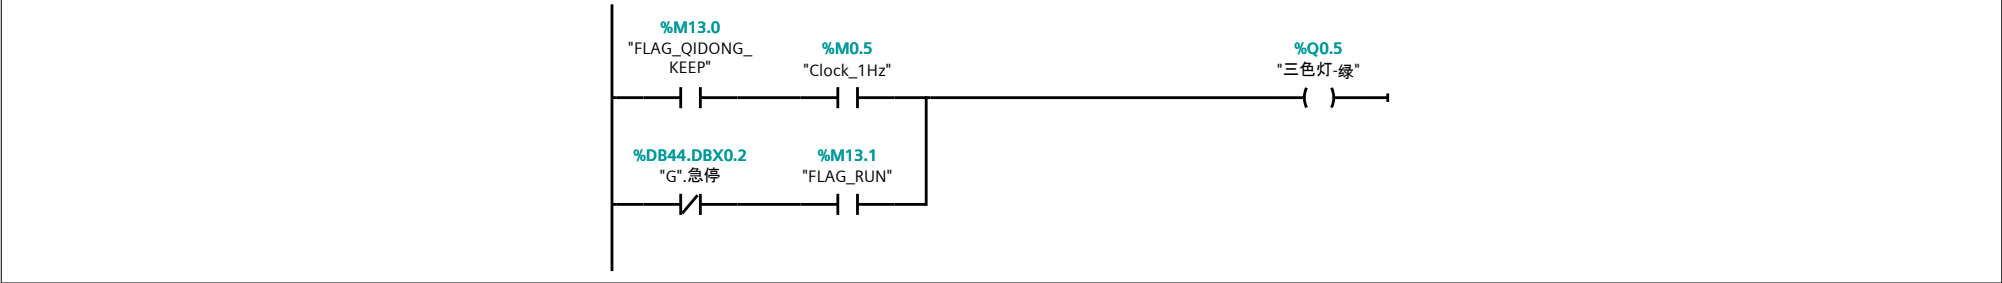 %M13.0
"FLAG_QIDONG_
KEEP"
%M0.5
"Clock_1Hz"
%Q0.5
"三色灯-绿"
%DB44.DBX0.2
"G".急停
%M13.1
"FLAG_RUN"